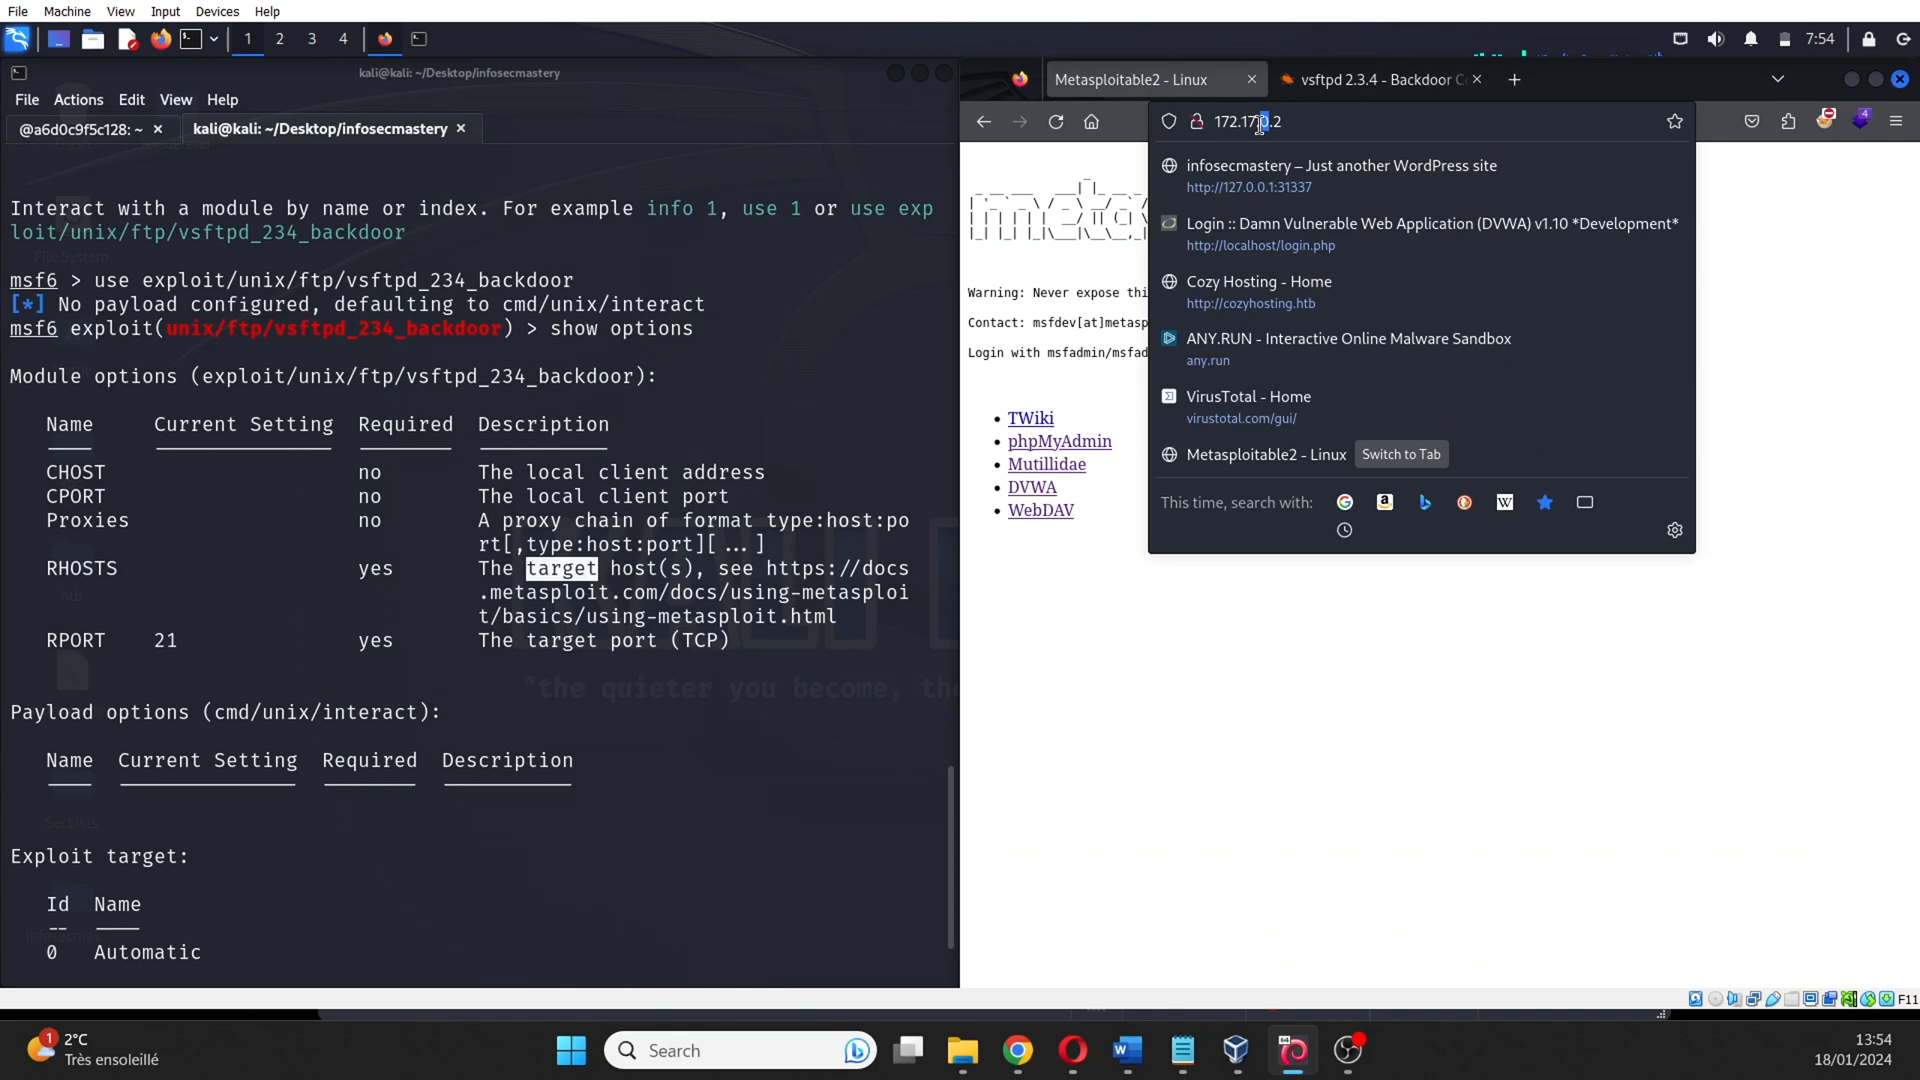 File Machine View Input Devices Help
1 2 3 4
7:54
kali@kali: ~/Desktop/infosecmastery
File Actions Edit View Help
@a6d0c9f5c128: ~ × kali@kali: ~/Desktop/infosecmastery ×
Interact with a module by name or index. For example info 1, use 1 or use exp
loit/unix/ftp/vsftpd_234_backdoor
msf6 > use exploit/unix/ftp/vsftpd_234_backdoor
[*] No payload configured, defaulting to cmd/unix/interact
msf6 exploit(unix/ftp/vsftpd_234_backdoor) > show options
Module options (exploit/unix/ftp/vsftpd_234_backdoor):
Name Current Setting Required Description
CHOST no The local client address
CPORT no The local client port
Proxies no A proxy chain of format type:host:po
rt[,type:host:port][...]
RHOSTS yes The target host(s), see https://docs
.metasploit.com/docs/using-metasploi
t/basics/using-metasploit.html
RPORT 21 yes The target port (TCP)
"the quieter you become, th
Payload options (cmd/unix/interact):
Name Current Setting Required Description
SecLists
Exploit target:
Id Name
-- ----
0 Automatic
Metasploitable2 - Linux × vsftpd 2.3.4 - Backdoor C × +
172.17.0.2
4
infosecmastery – Just another WordPress site
http://127.0.0.1:31337
Login :: Damn Vulnerable Web Application (DVWA) v1.10 *Development*
http://localhost/login.php
Cozy Hosting - Home
http://cozyhosting.htb
ANY.RUN - Interactive Online Malware Sandbox
any.run
VirusTotal - Home
virustotal.com/gui/
Metasploitable2 - Linux Switch to Tab
This time, search with:
Warning: Never expose thi
Contact: msfdev[at]metasp
Login with msfadmin/msfad
TWiki
phpMyAdmin
Mutillidae
DVWA
WebDAV
F11
1
2°C
Très ensoleillé
Search
13:54
18/01/2024